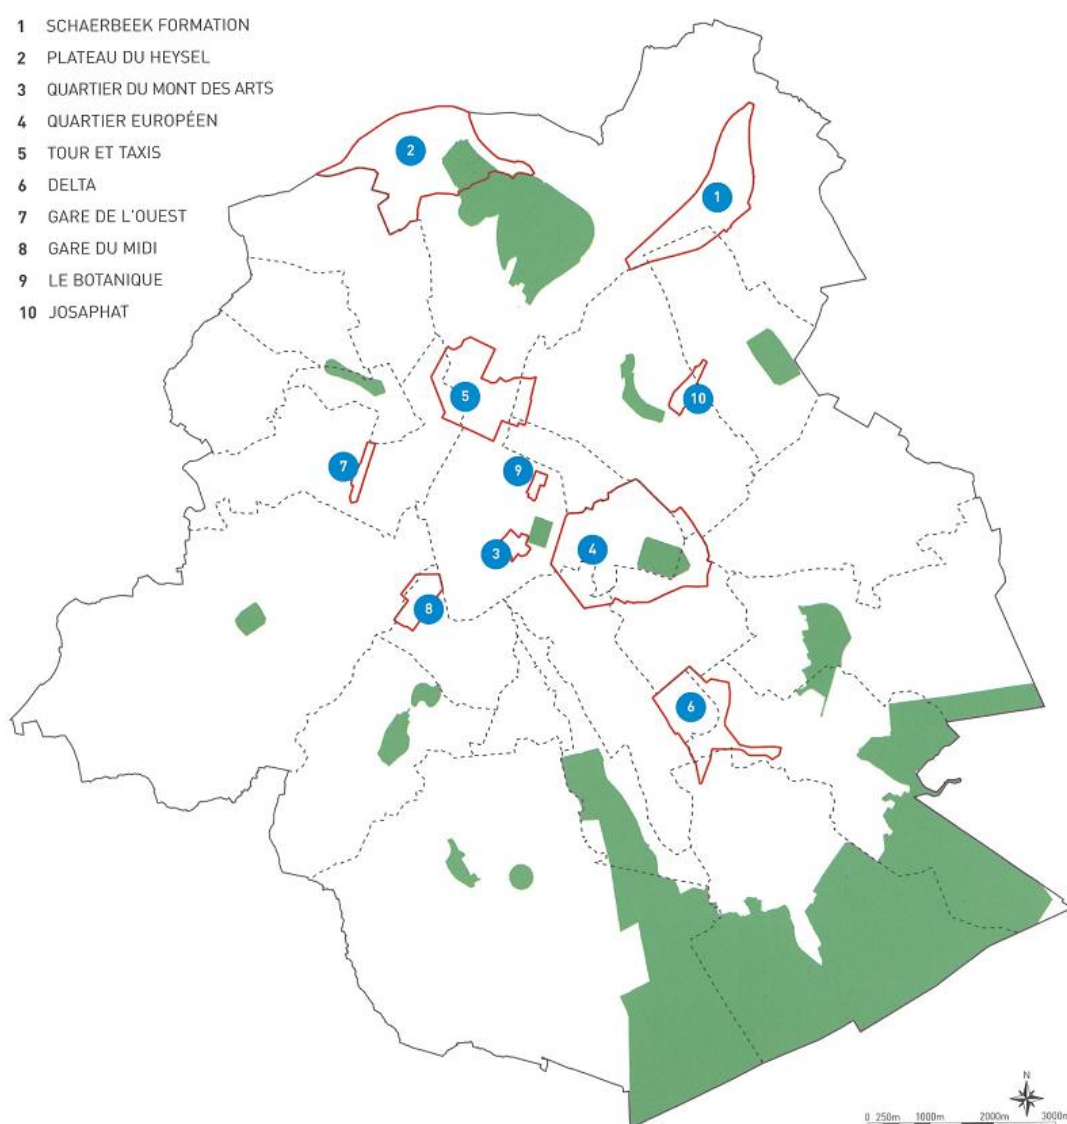 1 SCHAERBEEK FORMATION
2 PLATEAU DU HEYSEL
3 QUARTIER DU MONT DES ARTS
4 QUARTIER EUROPÉEN
5 TOUR ET TAXIS
6 DELTA
7 GARE DE L'OUEST
8 GARE DU MIDI
9 LE BOTANIQUE
10 JOSAPHAT
2
1
5
10
7
9
3
4
8
6
N
0 250m 1000m 2000m 3000m